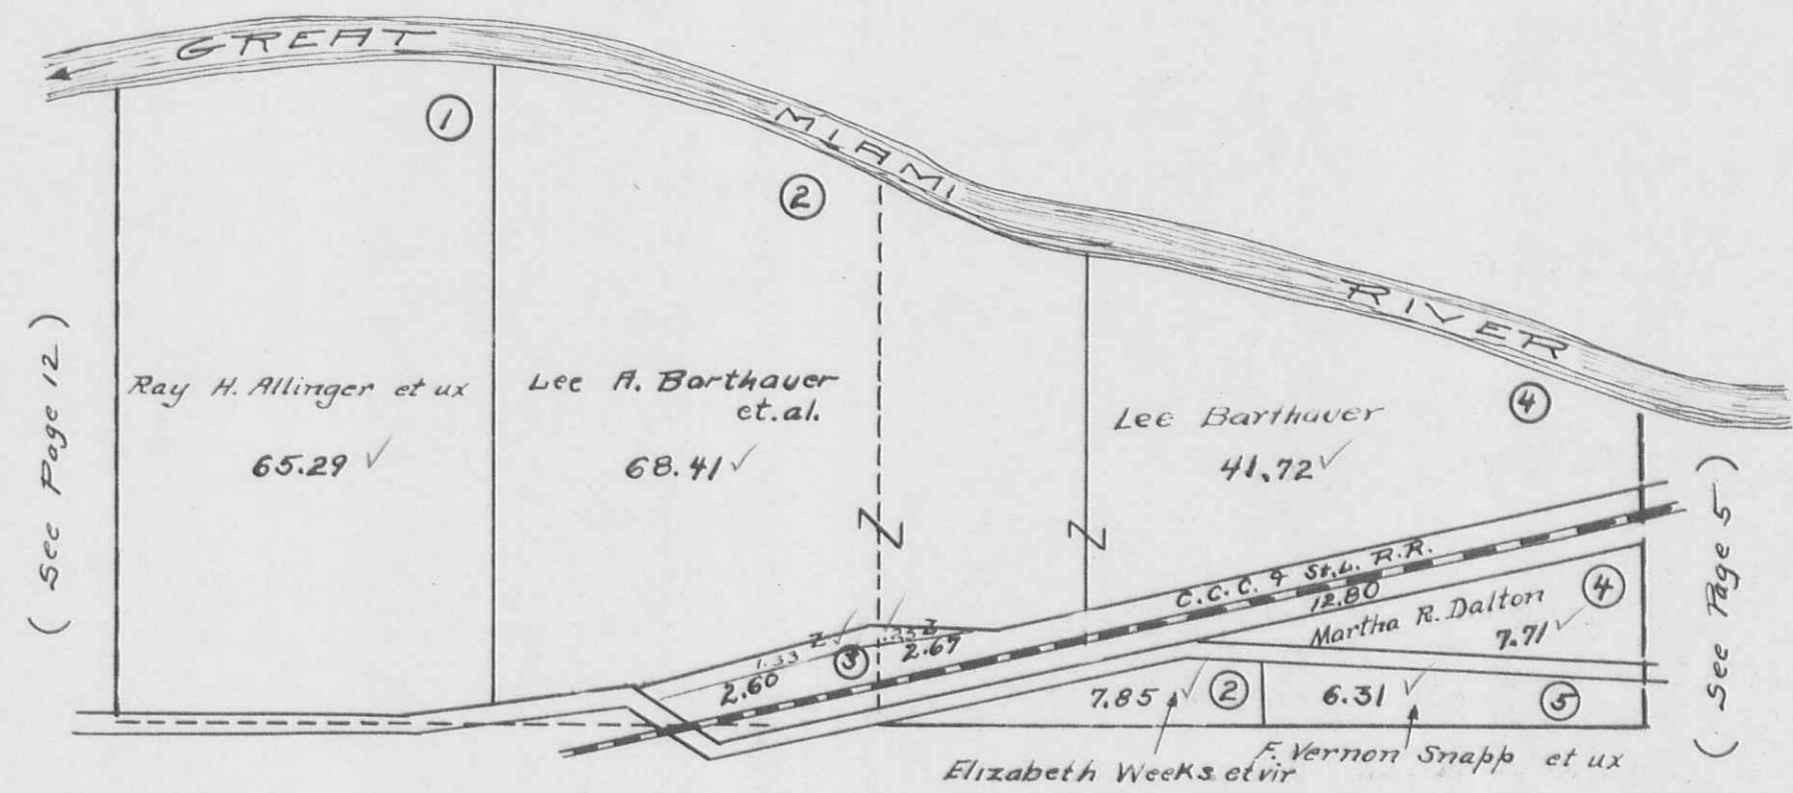 GREAT
MIAMI
RIVER
1
2
4
( See Page 12 )
Ray H. Allinger et ux
65.29 ✓
Lee A. Barthauer
et.al.
68.41 ✓
Lee Barthauer
41.72 ✓
( See Page 5 )
C.C.C. & St.L. R.R.
12.80
Martha R. Dalton
4
7.71 ✓
1.33 Z
3
2.67
2.60
7.85 ✓
2
6.31 ✓
5
Elizabeth Weeks et vir
F. Vernon Snapp et ux